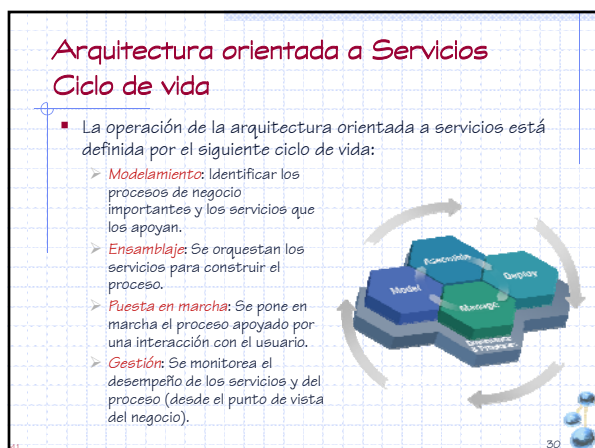 Arquitectura orientada a Servicios
Ciclo de vida
La operación de la arquitectura orientada a servicios está
definida por el siguiente ciclo de vida:
Modelamiento: Identificar los
procesos de negocio
importantes y los servicios que
los apoyan.
Ensamblaje: Se orquestan los
servicios para construir el
proceso.
Puesta en marcha: Se pone en
marcha el proceso apoyado por
una interacción con el usuario.
Gestión: Se monitorea el
desempeño de los servicios y del
proceso (desde el punto de vista
del negocio).
Assemble
Deploy
Model
Manage
30